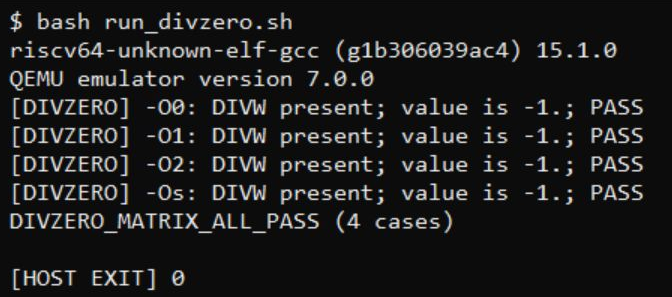 $ bash run_divzero.sh
riscv64-unknown-elf-gcc (g1b306039ac4) 15.1.0
QEMU emulator version 7.0.0
[DIVZERO] -O0: DIVW present; value is -1.; PASS
[DIVZERO] -O1: DIVW present; value is -1.; PASS
[DIVZERO] -O2: DIVW present; value is -1.; PASS
[DIVZERO] -Os: DIVW present; value is -1.; PASS
DIVZERO_MATRIX_ALL_PASS (4 cases)
[HOST EXIT] 0